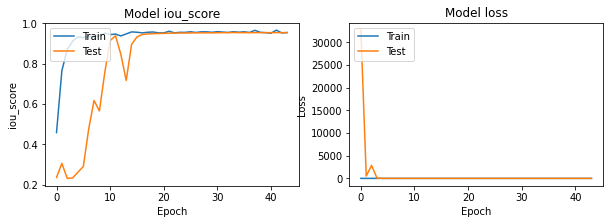 Model iou_score
iou_score
1.0
0.8
0.6
0.4
0.2
Train
Test
0
10
20
30
40
Epoch
Model loss
Loss
30000
25000
20000
15000
10000
5000
0
Train
Test
0
10
20
30
40
Epoch